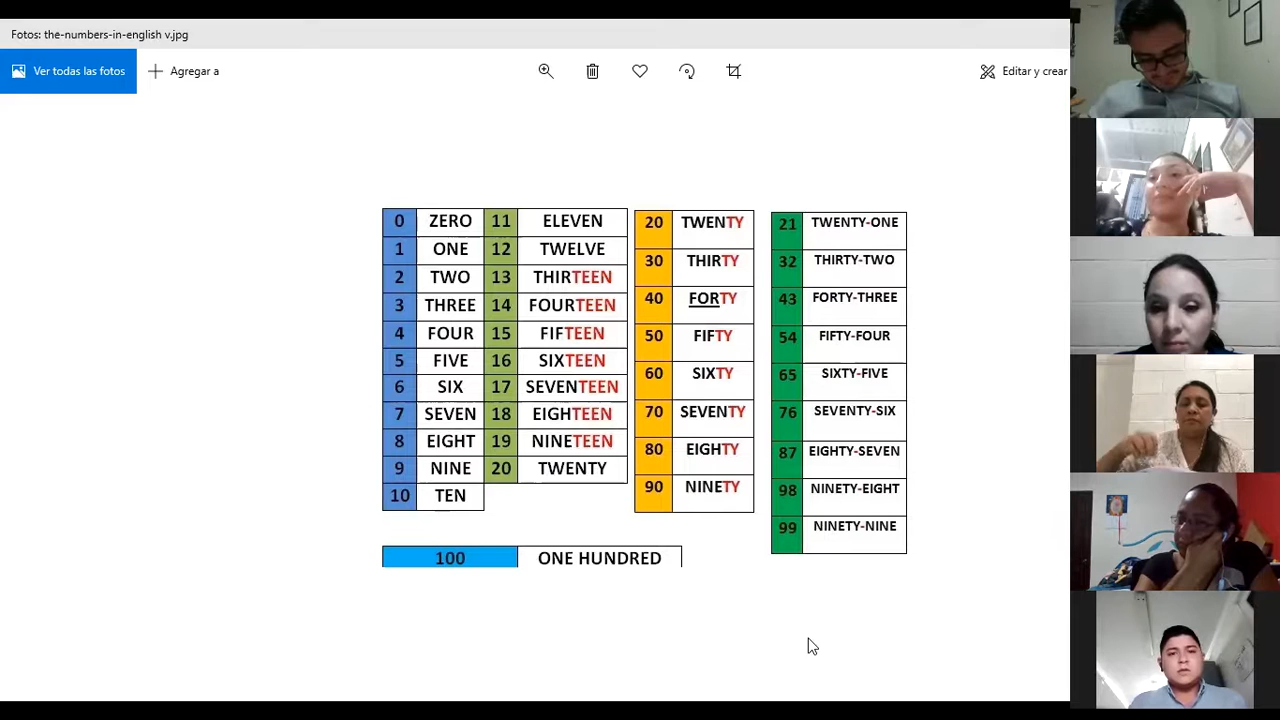 Fotos: the-numbers-in-english v.jpg
Ver todas las fotos
Agregar a
Editar y crear
0 ZERO 11 ELEVEN
1 ONE 12 TWELVE
2 TWO 13 THIRTEEN
3 THREE 14 FOURTEEN
4 FOUR 15 FIFTEEN
5 FIVE 16 SIXTEEN
6 SIX 17 SEVENTEEN
7 SEVEN 18 EIGHTEEN
8 EIGHT 19 NINETEEN
9 NINE 20 TWENTY
10 TEN
20 TWENTY
30 THIRTY
40 FORTY
50 FIFTY
60 SIXTY
70 SEVENTY
80 EIGHTY
90 NINETY
21 TWENTY-ONE
32 THIRTY-TWO
43 FORTY-THREE
54 FIFTY-FOUR
65 SIXTY-FIVE
76 SEVENTY-SIX
87 EIGHTY-SEVEN
98 NINETY-EIGHT
99 NINETY-NINE
100 ONE HUNDRED